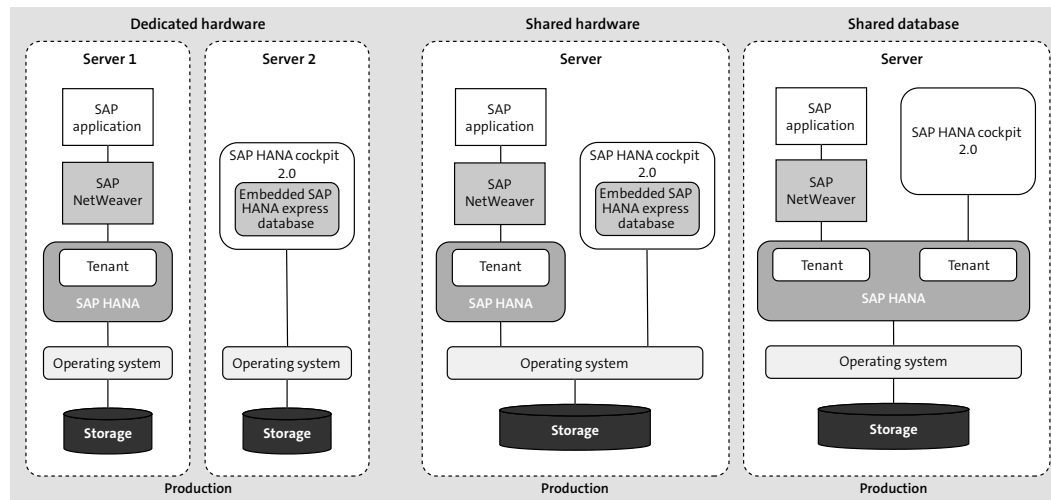 Dedicated hardware
Server 1
SAP
application
SAP
NetWeaver
Tenant
SAP HANA
Operating system
Storage
Server 2
SAP HANA cockpit
2.0
Embedded SAP
HANA express
database
Operating system
Storage
Production
Shared hardware
Server
SAP
application
SAP
NetWeaver
Tenant
SAP HANA
SAP HANA cockpit
2.0
Embedded SAP
HANA express
database
Operating system
Storage
Production
Shared database
Server
SAP
application
SAP
NetWeaver
SAP HANA cockpit
2.0
Tenant
Tenant
SAP HANA
Operating system
Storage
Production